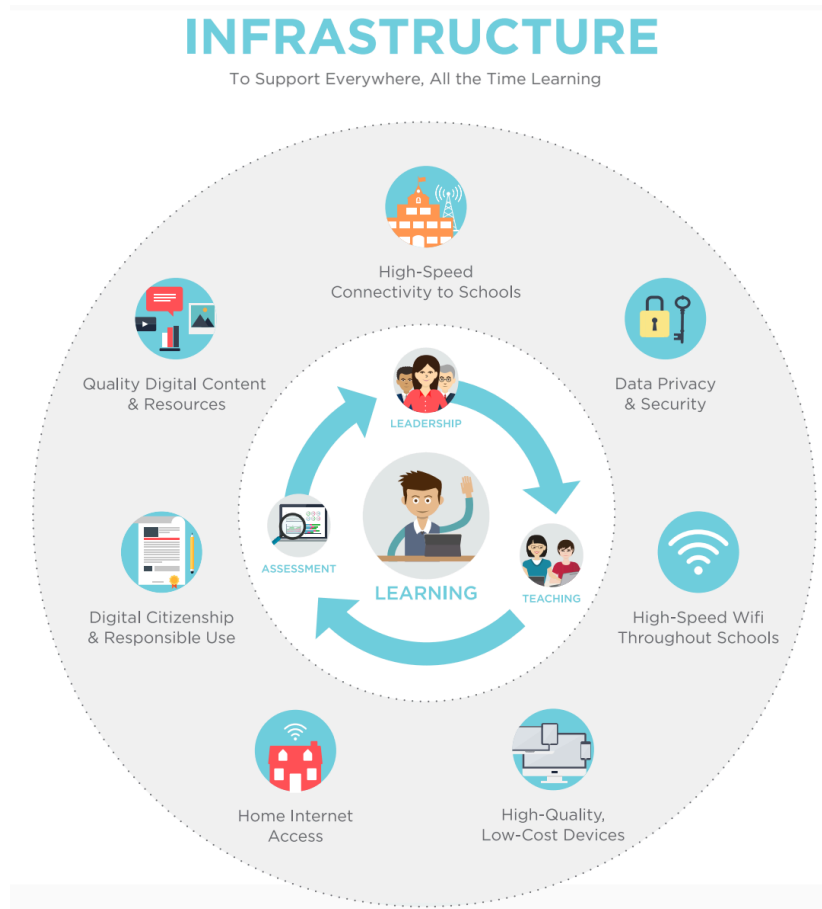 INFRASTRUCTURE
To Support Everywhere, All the Time Learning
High-Speed
Connectivity to Schools
Quality Digital Content
& Resources
Data Privacy
& Security
LEADERSHIP
ASSESSMENT
LEARNING
TEACHING
Digital Citizenship
& Responsible Use
High-Speed Wifi
Throughout Schools
Home Internet
Access
High-Quality,
Low-Cost Devices